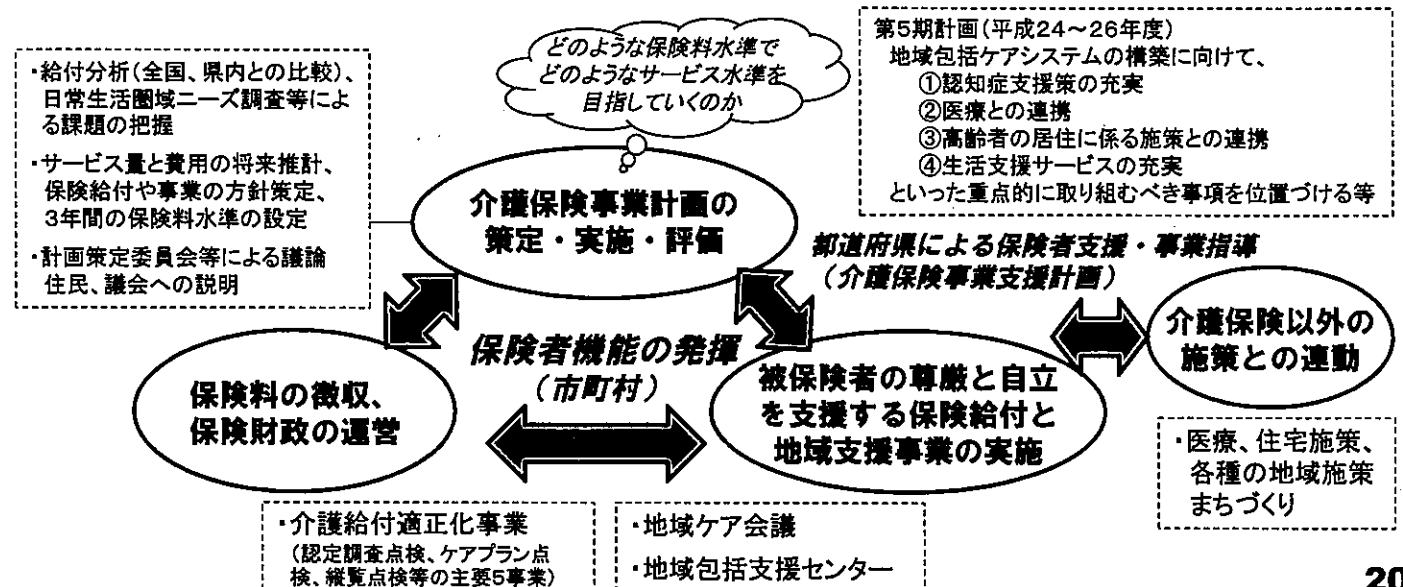 どのような保険料水準で
どのようなサービス水準を
目指していくのか
・給付分析(全国、県内との比較)、
日常生活圏域ニーズ調査等によ
る課題の把握
・サービス量と費用の将来推計、
保険給付や事業の方針策定、
3年間の保険料水準の設定
・計画策定委員会等による議論
住民、議会への説明
第5期計画(平成24～26年度)
地域包括ケアシステムの構築に向けて、
①認知症支援策の充実
②医療との連携
③高齢者の居住に係る施策との連携
④生活支援サービスの充実
といった重点的に取り組むべき事項を位置づける等
介護保険事業計画の
策定・実施・評価
都道府県による保険者支援・事業指導
(介護保険事業支援計画)
介護保険以外の
施策との連動
保険者機能の発揮
(市町村)
保険料の徴収、
保険財政の運営
被保険者の尊厳と自立
を支援する保険給付と
地域支援事業の実施
・医療、住宅施策、
各種の地域施策
まちづくり
・介護給付適正化事業
(認定調査点検、ケアプラン点
検、縦覧点検等の主要5事業)
・地域ケア会議
・地域包括支援センター
20